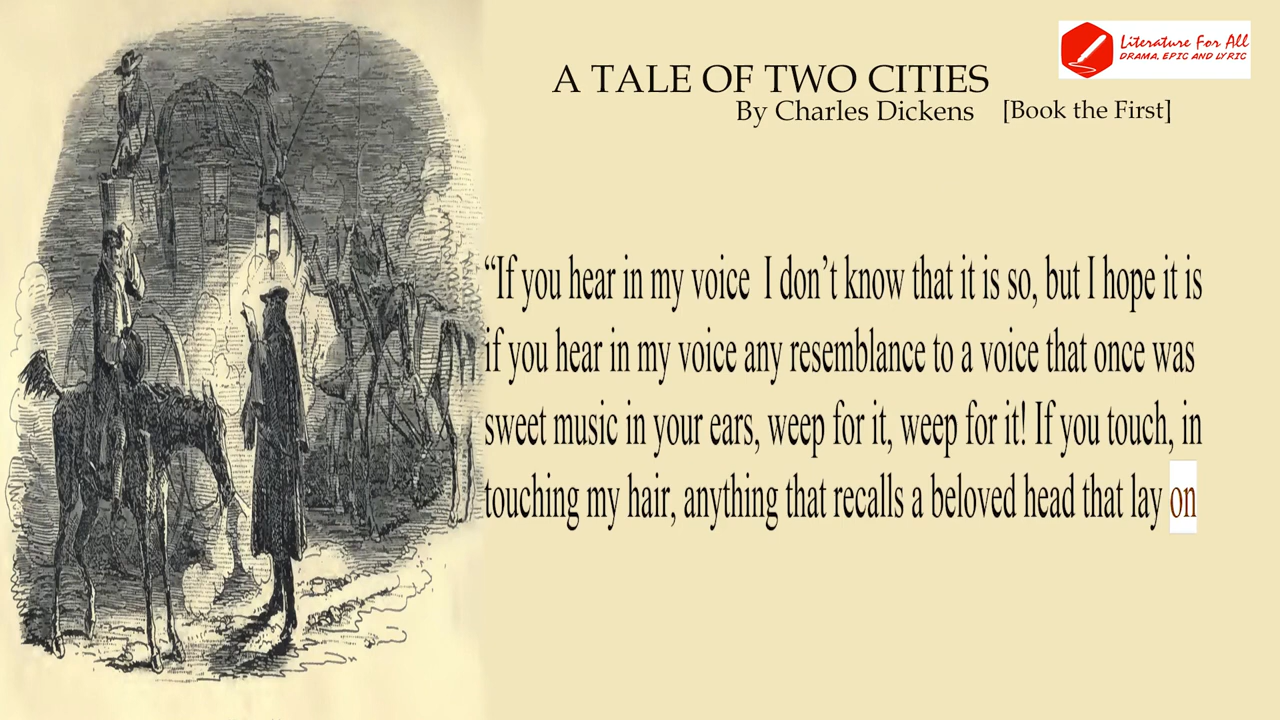 Literature For All
DRAMA, EPIC AND LYRIC
A TALE OF TWO CITIES
By Charles Dickens [Book the First]
“If you hear in my voice I don’t know that it is so, but I hope it is
if you hear in my voice any resemblance to a voice that once was
sweet music in your ears, weep for it, weep for it! If you touch, in
touching my hair, anything that recalls a beloved head that lay on